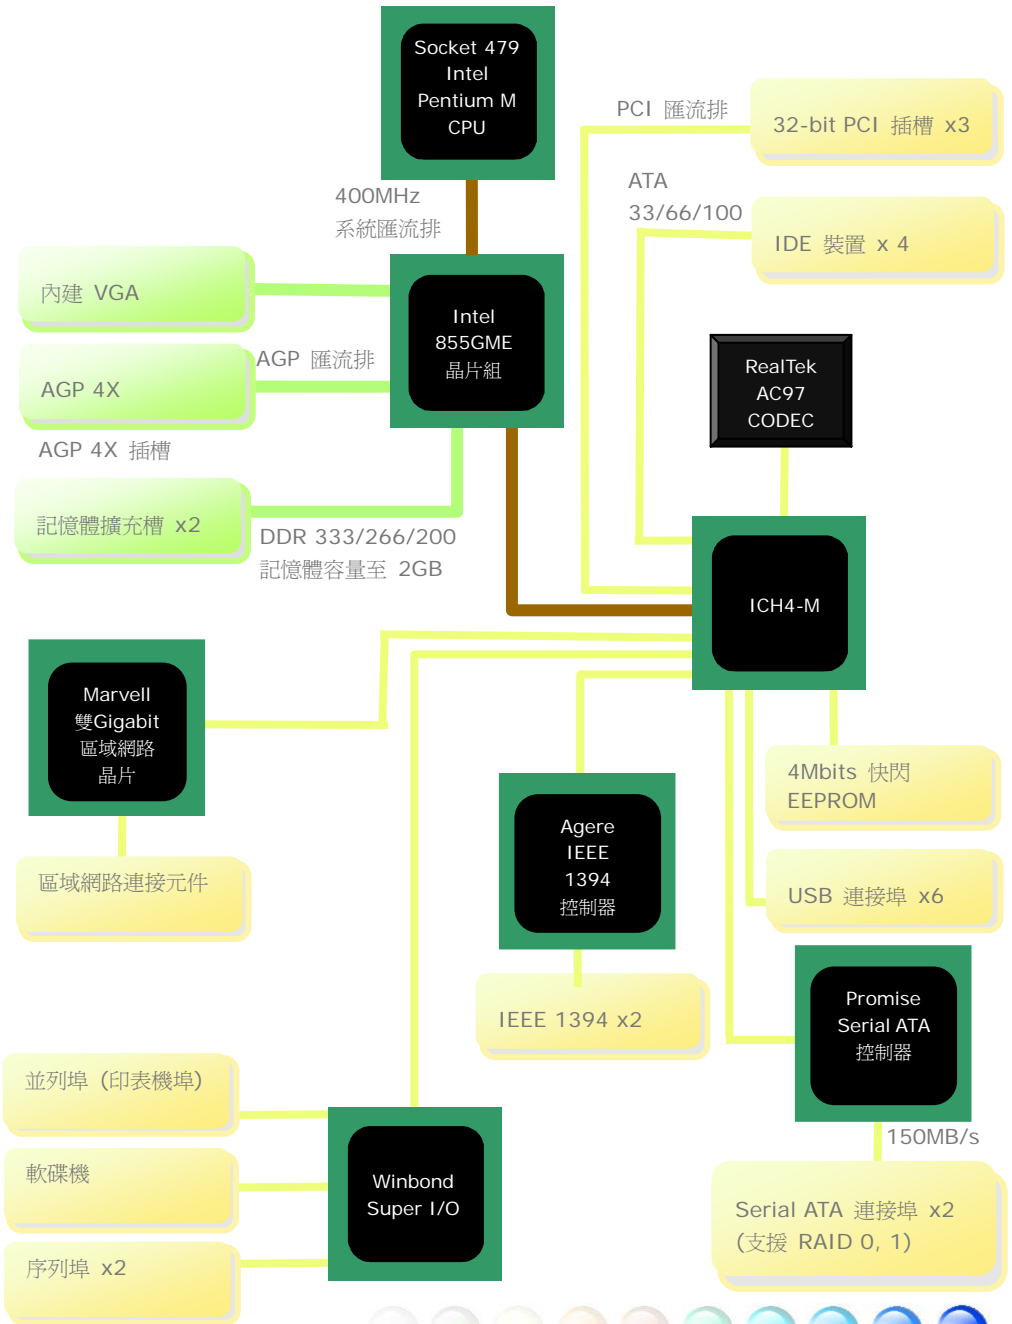 Socket 479
Intel
Pentium M
CPU
PCI 匯流排
32-bit PCI 插槽 x3
ATA
33/66/100
400MHz
系統匯流排
IDE 裝置 x 4
內建 VGA
Intel
855GME
晶片組
AGP 匯流排
AGP 4X
AGP 4X 插槽
RealTek
AC97
CODEC
記憶體擴充槽 x2
DDR 333/266/200
記憶體容量至 2GB
ICH4-M
Marvell
雙Gigabit
區域網路
晶片
4Mbits 快閃
EEPROM
Agere
IEEE
1394
控制器
區域網路連接元件
USB 連接埠 x6
IEEE 1394 x2
Promise
Serial ATA
控制器
並列埠 (印表機埠)
150MB/s
軟碟機
Winbond
Super I/O
Serial ATA 連接埠 x2
(支援 RAID 0, 1)
序列埠 x2